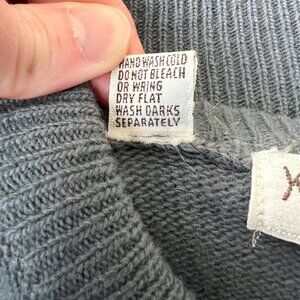 HAND WASH COLD
DO NOT BLEACH
OR WRING
DRY FLAT
WASH DARKS
SEPARATELY